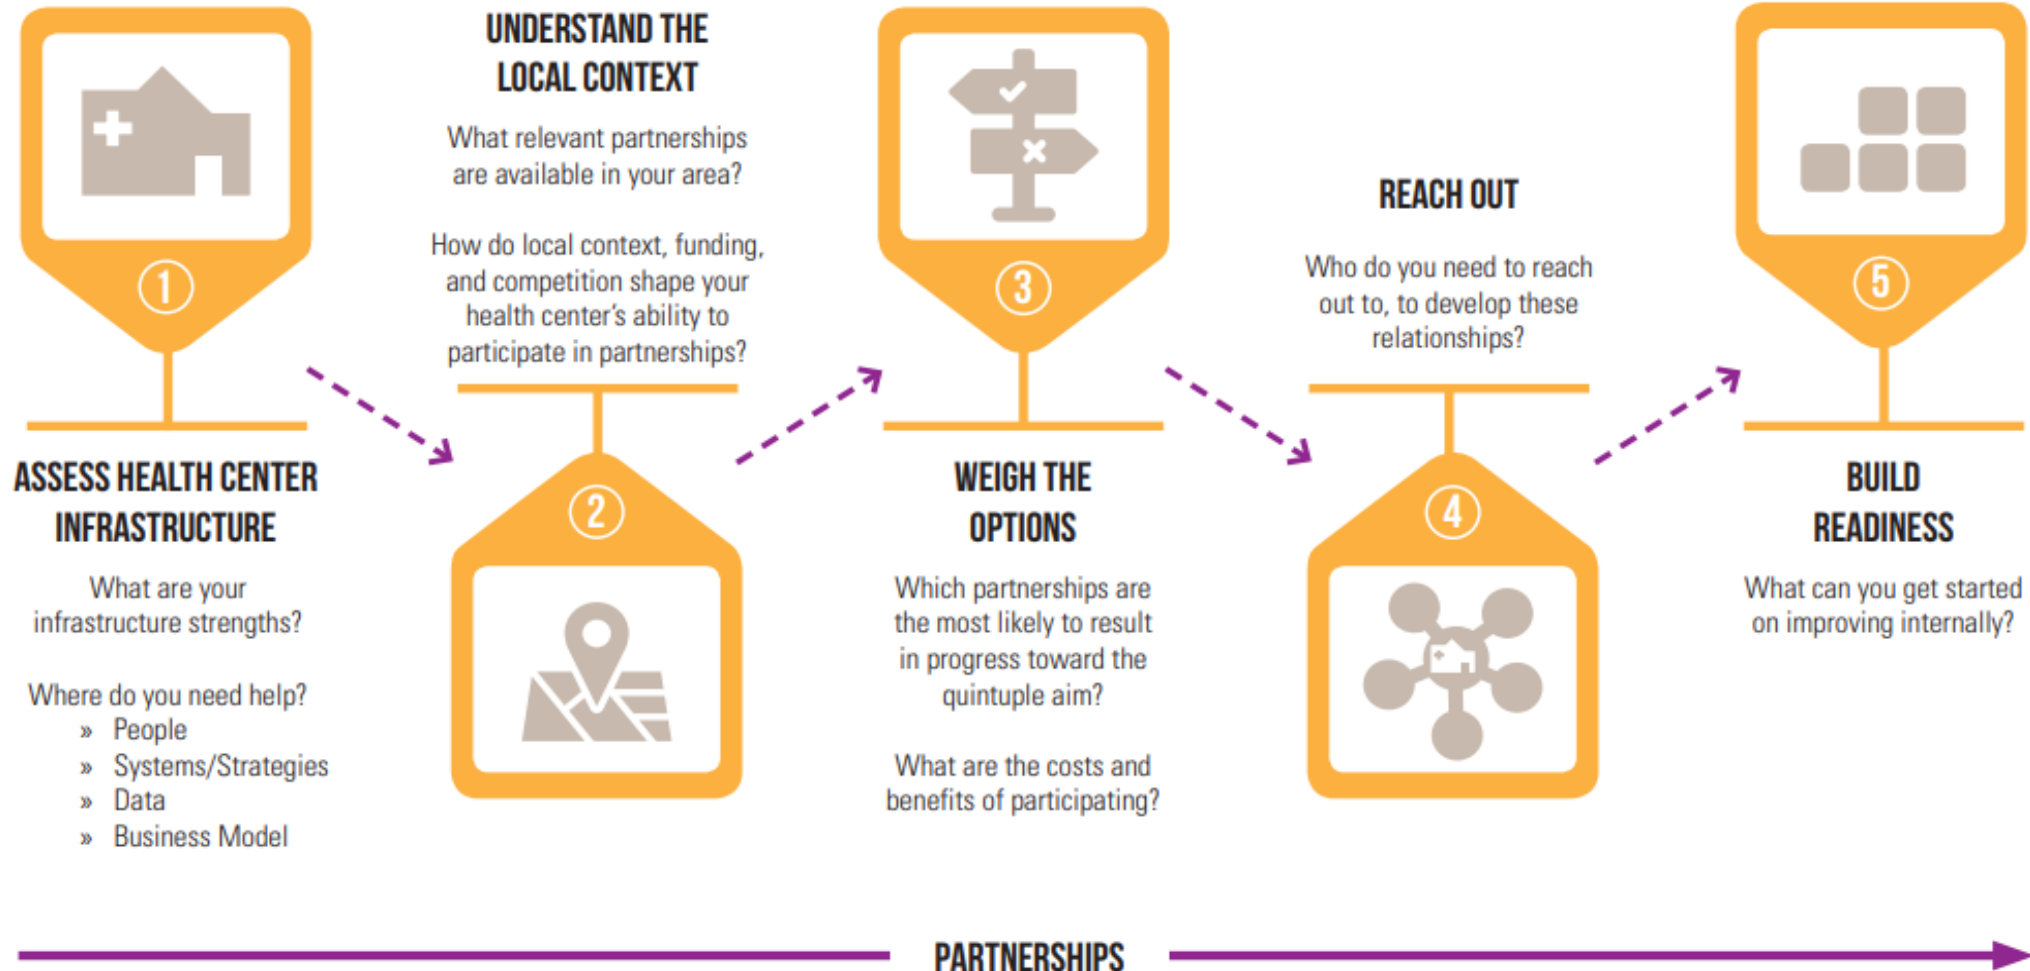 1
ASSESS HEALTH CENTER
INFRASTRUCTURE
What are your
infrastructure strengths?
Where do you need help?
» People
» Systems/Strategies
» Data
» Business Model
UNDERSTAND THE
LOCAL CONTEXT
What relevant partnerships
are available in your area?
How do local context, funding,
and competition shape your
health center's ability to
participate in partnerships?
2
3
WEIGH THE
OPTIONS
Which partnerships are
the most likely to result
in progress toward the
quintuple aim?
What are the costs and
benefits of participating?
REACH OUT
Who do you need to reach
out to, to develop these
relationships?
4
5
BUILD
READINESS
What can you get started
on improving internally?
PARTNERSHIPS